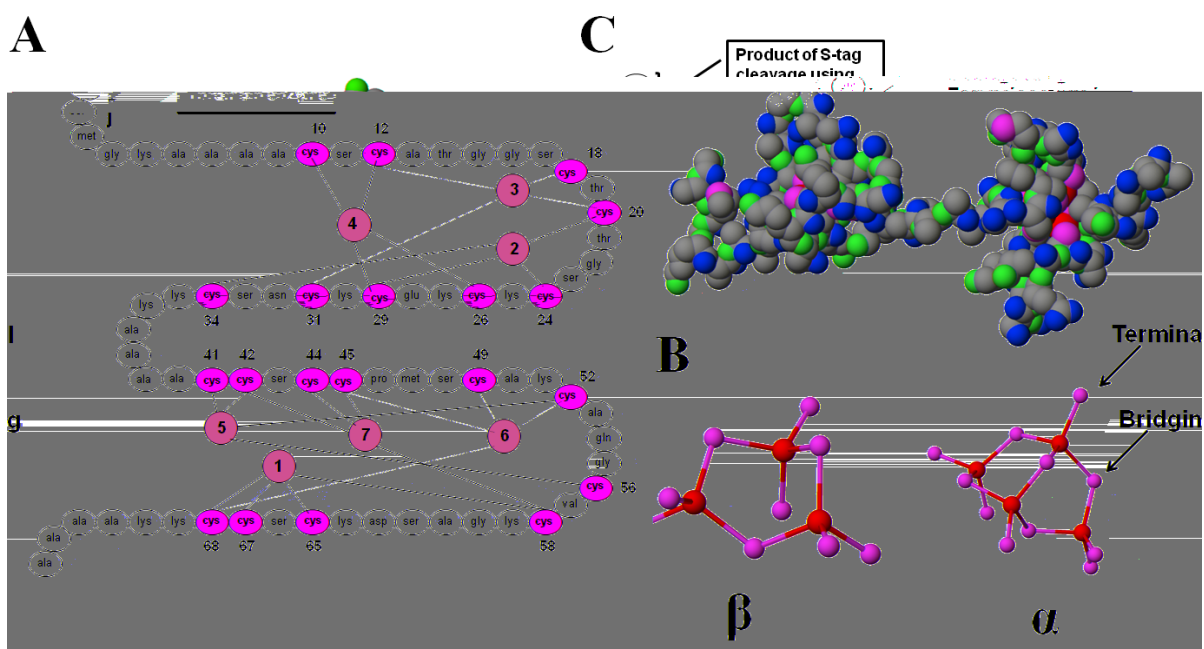 A
C
Product of S-tag
cleavage using
J
met
gly lys ala ala ala ala cys ser cys ala thr gly gly ser cys
10 12 18
thr
cys 20
thr
gly
ser
3
4
2
lys lys cys ser asn cys lys cys glu lys cys lys cys
34 31 29 26 24
ala
ala
l
41 42 44 45 49 52
ala ala cys cys ser cys cys pro met ser cys ala lys cys
ala
gln
gly
cys 56
val
g
5 7 6
1
ala ala lys lys cys cys ser cys lys asp ser ala gly lys cys
68 67 65 58
ala
ala
B
Termina
Bridgin
β
α